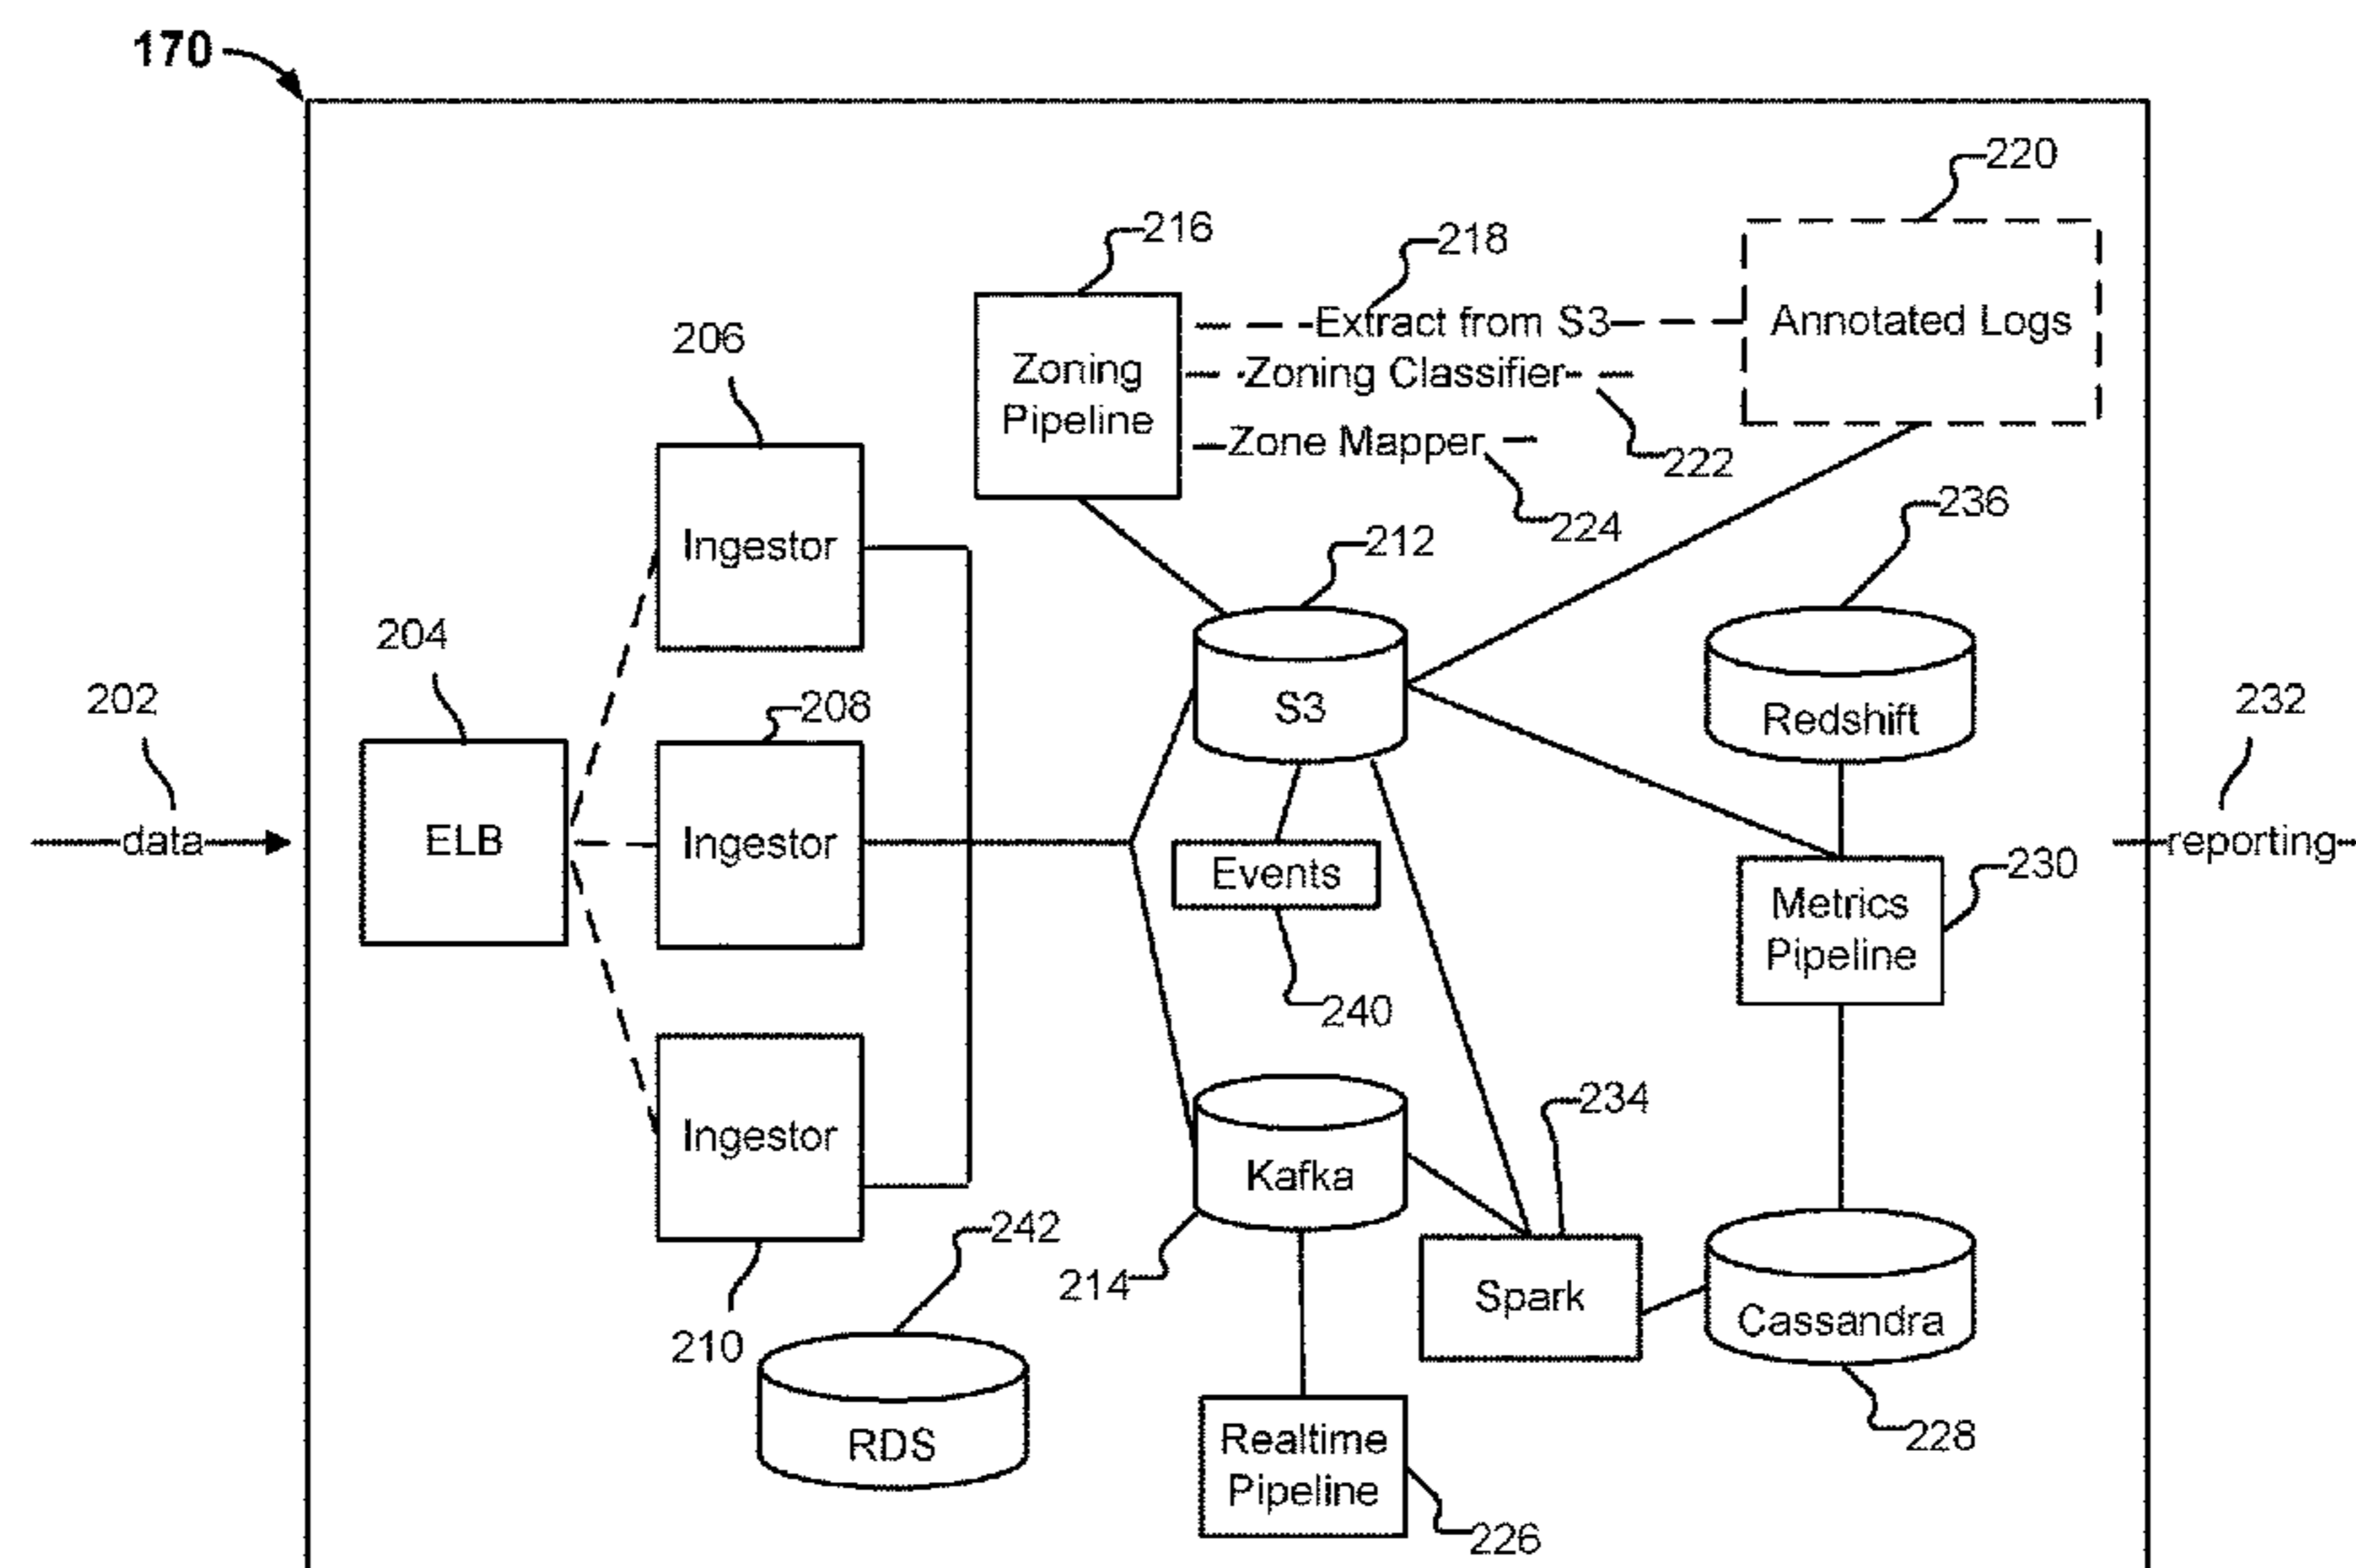 170
220
216
218
Extract from S3
Annotated Logs
206
Zoning
Pipeline
Zoning Classifier
Zone Mapper
222
236
224
212
Ingestor
204
202
208
S3
Redshift
232
data
ELB
Ingestor
Events
reporting
230
Metrics
Pipeline
240
234
Ingestor
Kafka
242
214
Spark
Cassandra
210
RDS
Realtime
Pipeline
228
226